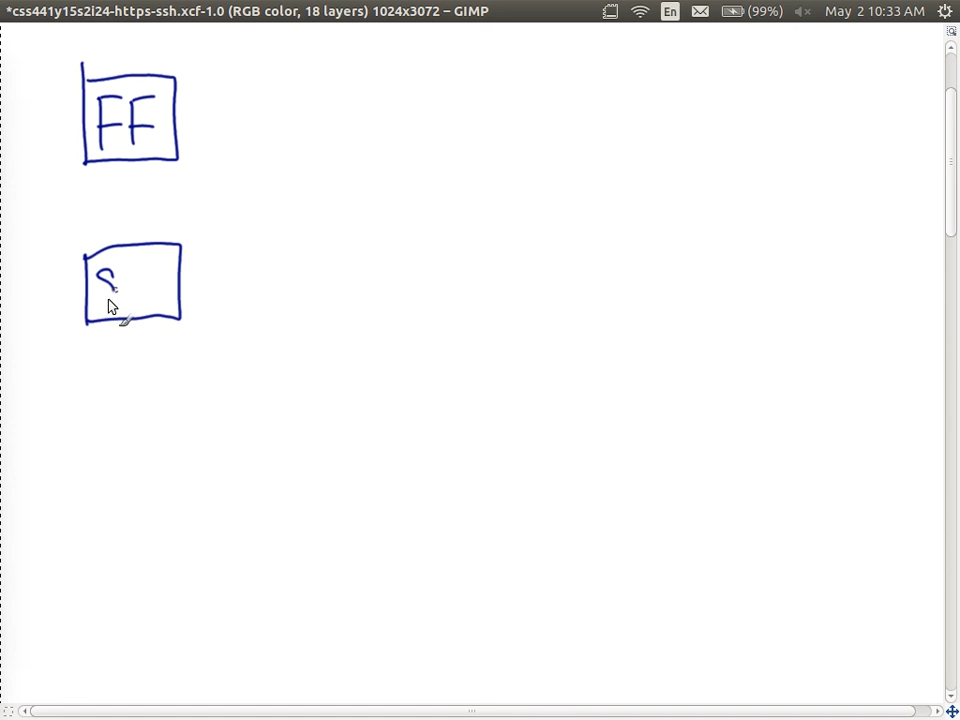 *css441y15s2i24-https-ssh.xcf-1.0 (RGB color, 18 layers) 1024x3072 – GIMP En (99%) May 2 10:33 AM
FF
S